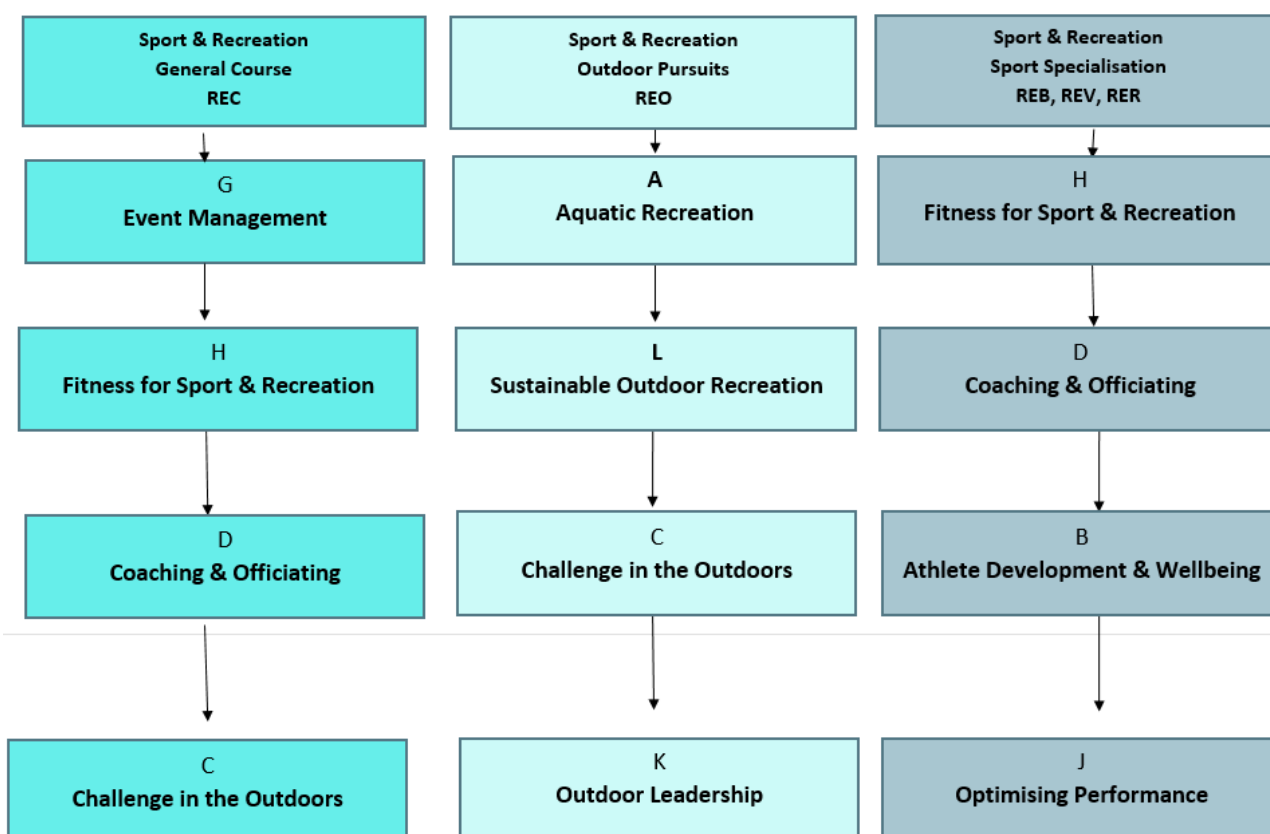 Sport & Recreation
General Course
REC
G
Event Management
H
Fitness for Sport & Recreation
D
Coaching & Officiating
C
Challenge in the Outdoors
Sport & Recreation
Outdoor Pursuits
REO
A
Aquatic Recreation
L
Sustainable Outdoor Recreation
C
Challenge in the Outdoors
K
Outdoor Leadership
Sport & Recreation
Sport Specialisation
REB, REV, RER
H
Fitness for Sport & Recreation
D
Coaching & Officiating
B
Athlete Development & Wellbeing
J
Optimising Performance